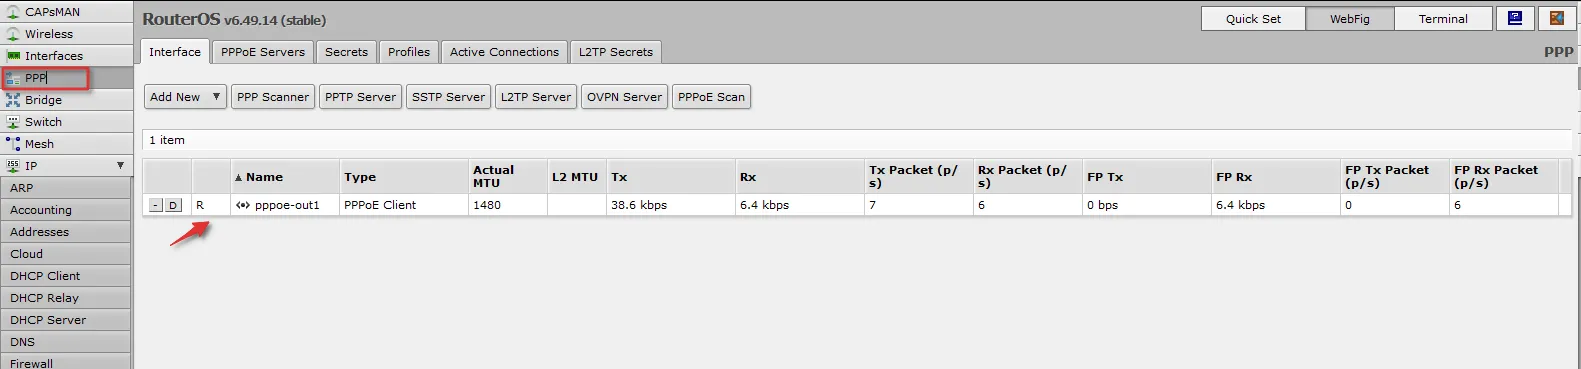 CAPsMAN
Wireless
Interfaces
PPP
Bridge
Switch
Mesh
255 IP ▼
ARP
Accounting
Addresses
Cloud
DHCP Client
DHCP Relay
DHCP Server
DNS
Firewall
RouterOS v6.49.14 (stable)
Quick Set WebFig Terminal
Interface PPPoE Servers Secrets Profiles Active Connections L2TP Secrets PPP
Add New ▼ PPP Scanner PPTP Server SSTP Server L2TP Server OVPN Server PPPoE Scan
1 item
▲ Name Type Actual MTU L2 MTU Tx Rx Tx Packet (p/s) Rx Packet (p/s) FP Tx FP Rx FP Tx Packet (p/s) FP Rx Packet (p/s)
- D R pppoe-out1 PPPoE Client 1480 38.6 kbps 6.4 kbps 7 6 0 bps 6.4 kbps 0 6